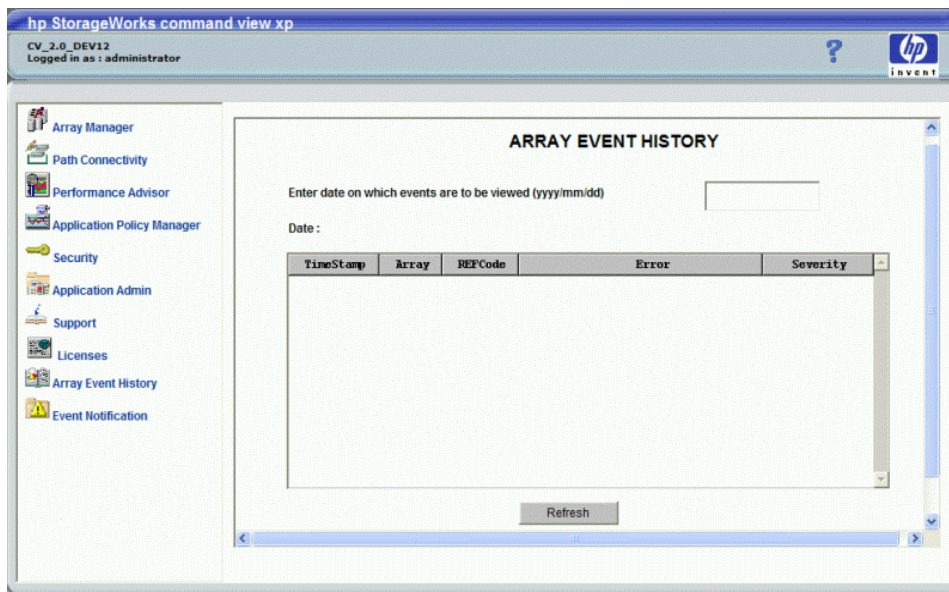 hp StorageWorks command view xp
CV_2.0_DEV12
Logged in as : administrator
?
hp
invent
Array Manager
Path Connectivity
Performance Advisor
Application Policy Manager
Security
Application Admin
Support
Licenses
Array Event History
Event Notification
ARRAY EVENT HISTORY
Enter date on which events are to be viewed (yyyy/mm/dd)
Date :
TimeStamp Array REFCode Error Severity
Refresh